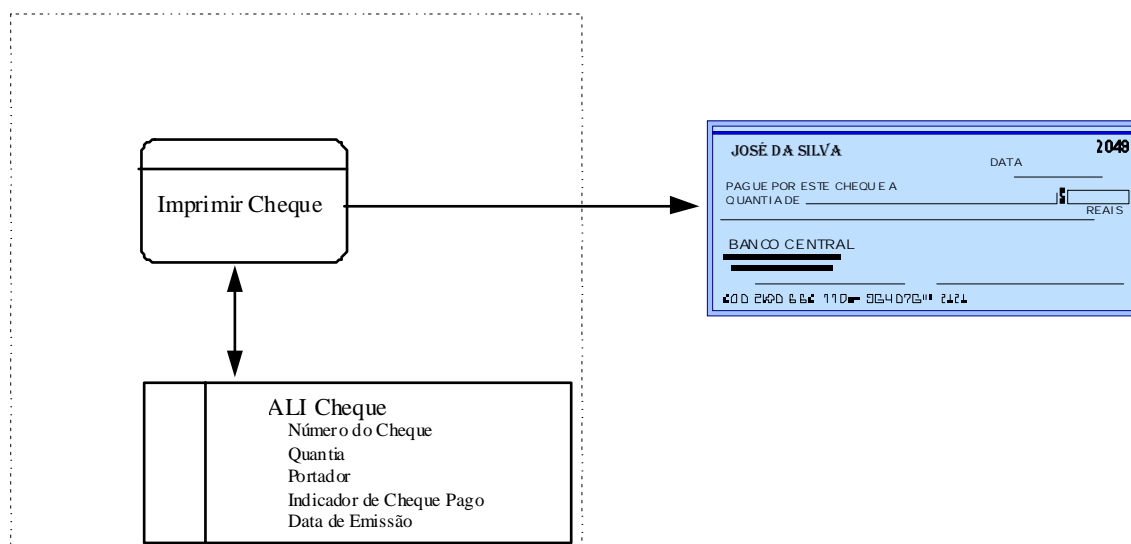 Imprimir Cheque
JOSÉ DA SILVA
2048
DATA
PAGUE POR ESTE CHEQUE A
QUANTIA DE
REAIS
BANCO CENTRAL
ALI Cheque
Número do Cheque
Quantia
Portador
Indicador de Cheque Pago
Data de Emissão